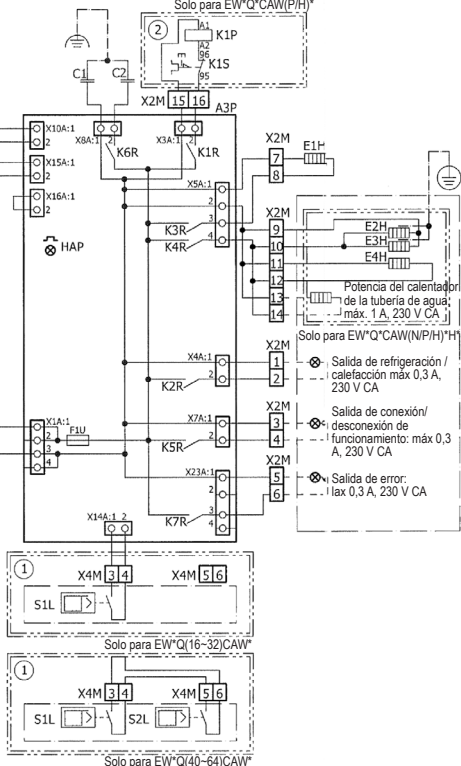 Solo para EW*Q*CAW(P/H)*
2
A1
K1P
A2
96
K1S
95
C1
C2
X2M 15 16 A3P
X8A:1 2
X3A:1 2
X10A:1
2
K6R
K1R
X15A:1
2
X16A:1
2
HAP
X5A:1
2
3
4
K3R
K4R
X2M
7
8
E1H
X2M
9
10
11
12
13
14
E2H
E3H
E4H
Potencia del calentador
de la tubería de agua
máx. 1 A, 230 V CA
Solo para EW*Q*CAW(N/P/H)*H*
X4A:1
2
K2R
X2M
1
2
Salida de refrigeración /
calefacción máx 0,3 A,
230 V CA
X1A:1
2
3
4
F1U
X7A:1
2
K5R
X2M
3
4
Salida de conexión/
desconexión de
funcionamiento: máx 0,3
A, 230 V CA
X23A:1
2
3
4
K7R
X2M
5
6
Salida de error:
lax 0,3 A, 230 V CA
X14A:1 2
1
X4M 3 4
X4M 5 6
S1L
Solo para EW*Q(16~32)CAW*
1
X4M 3 4
X4M 5 6
S1L
S2L
Solo para EW*Q(40~64)CAW*